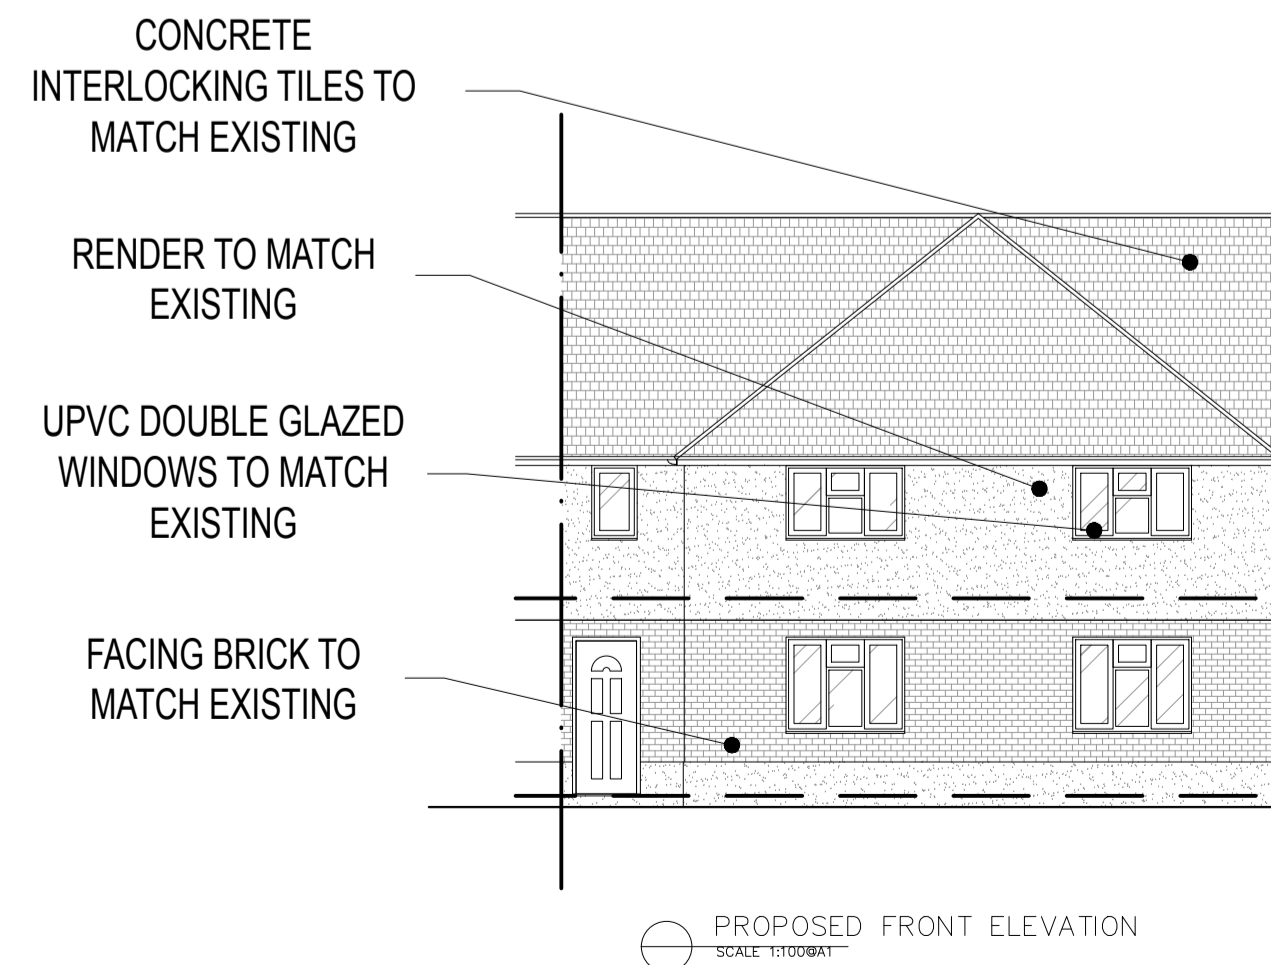 CONCRETE
INTERLOCKING TILES TO
MATCH EXISTING
RENDER TO MATCH
EXISTING
UPVC DOUBLE GLAZED
WINDOWS TO MATCH
EXISTING
FACING BRICK TO
MATCH EXISTING
PROPOSED FRONT ELEVATION
SCALE 1:100@A1